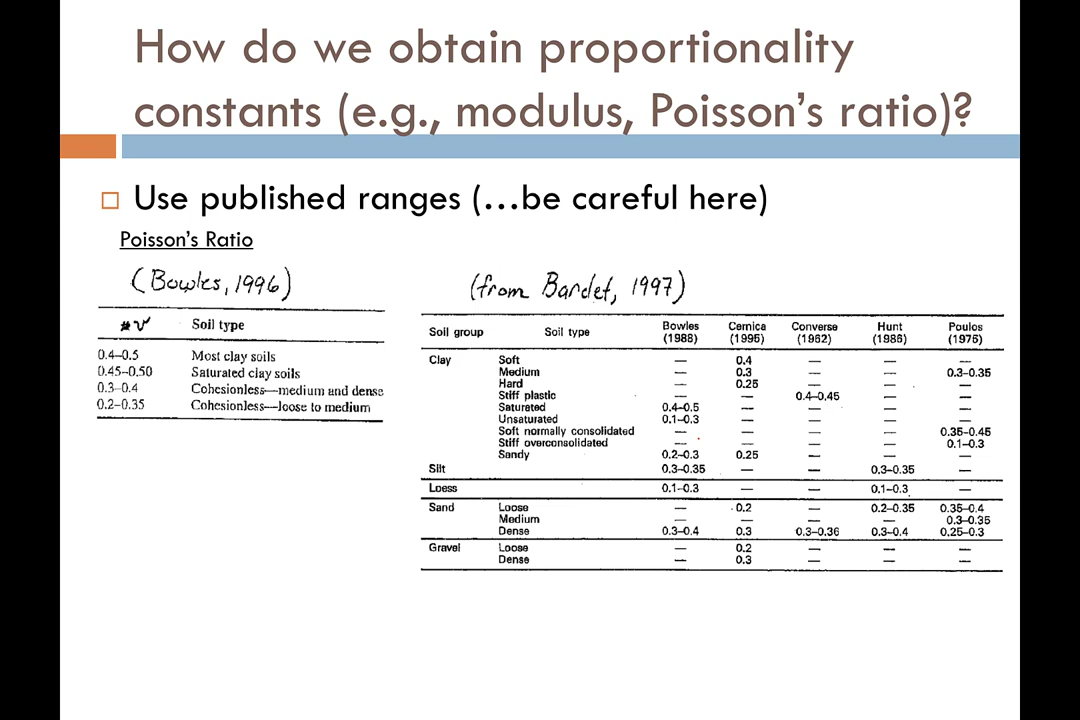 How do we obtain proportionality
constants (e.g., modulus, Poisson's ratio)?
Use published ranges (…be careful here)
Poisson's Ratio
(Bowles, 1996)
Soil type
0.4–0.5 Most clay soils
0.45–0.50 Saturated clay soils
0.3–0.4 Cohesionless—medium and dense
0.2–0.35 Cohesionless—loose to medium
(from Bardet, 1997)
Soil group Soil type Bowles (1988) Cernica (1995) Converse (1962) Hunt (1986) Poulos (1975)
Clay Soft — 0.4 — — —
Medium — 0.3 — — 0.3–0.35
Hard — 0.25 — — —
Stiff plastic — — 0.4–0.45 — —
Saturated 0.4–0.5 — — — —
Unsaturated 0.1–0.3 — — — —
Soft normally consolidated — — — — 0.35–0.45
Stiff overconsolidated — — — — 0.1–0.3
Sandy 0.2–0.3 0.25 — — —
Silt 0.3–0.35 — — 0.3–0.35 —
Loess 0.1–0.3 — — 0.1–0.3 —
Sand Loose — 0.2 — 0.2–0.35 0.35–0.4
Medium — — — — 0.3–0.35
Dense 0.3–0.4 0.3 0.3–0.36 0.3–0.4 0.25–0.3
Gravel Loose — 0.2 — — —
Dense — 0.3 — — —